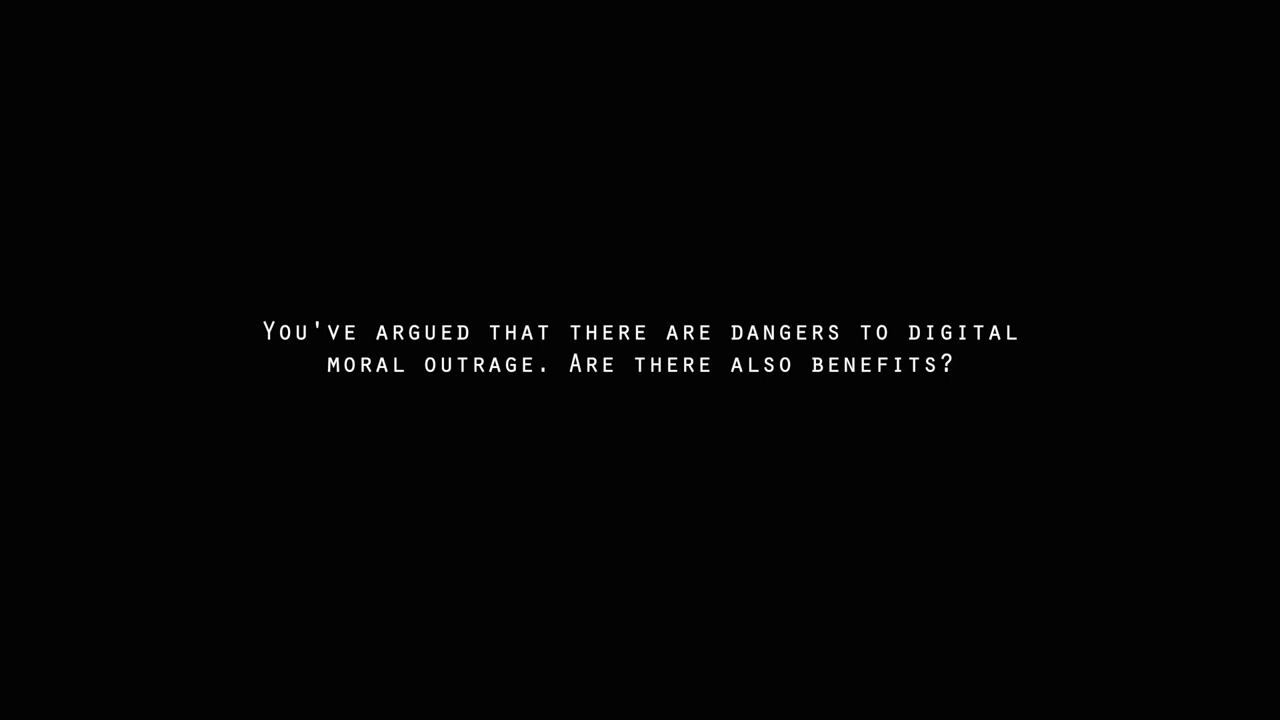 You've argued that there are dangers to digital
moral outrage. Are there also benefits?